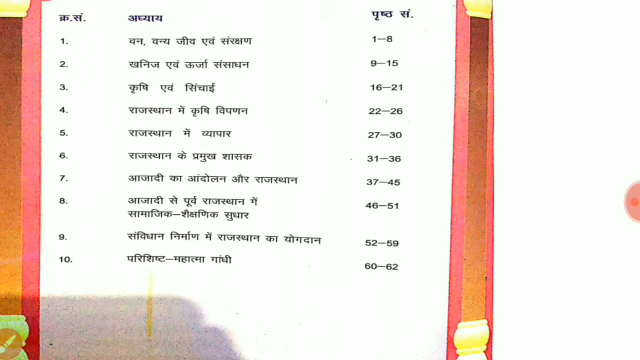 क्र.सं. अध्याय पृष्ठ सं.
1. वन, वन्य जीव एवं संरक्षण 1–8
2. खनिज एवं ऊर्जा संसाधन 9–15
3. कृषि एवं सिंचाई 16–21
4. राजस्थान में कृषि विपणन 22–26
5. राजस्थान में व्यापार 27–30
6. राजस्थान के प्रमुख शासक 31–36
7. आजादी का आंदोलन और राजस्थान 37–45
8. आजादी से पूर्व राजस्थान में 46–51
सामाजिक–शैक्षणिक सुधार
9. संविधान निर्माण में राजस्थान का योगदान 52–59
10. परिशिष्ट–महात्मा गांधी 60–62